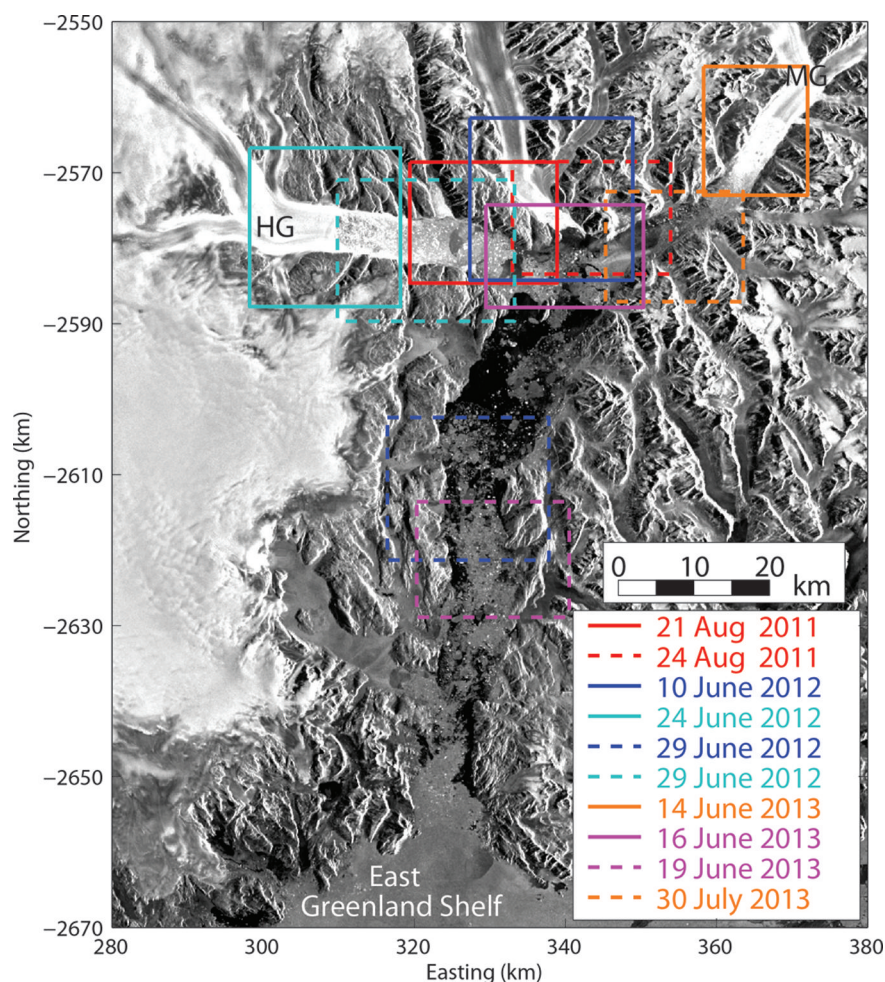 −2550
−2570
−2590
−2610
−2630
−2650
−2670
Northing (km)
MG
HG
0 10 20
km
21 Aug 2011
24 Aug 2011
10 June 2012
24 June 2012
29 June 2012
29 June 2012
14 June 2013
16 June 2013
19 June 2013
30 July 2013
East
Greenland Shelf
280 300 320 340 360 380
Easting (km)